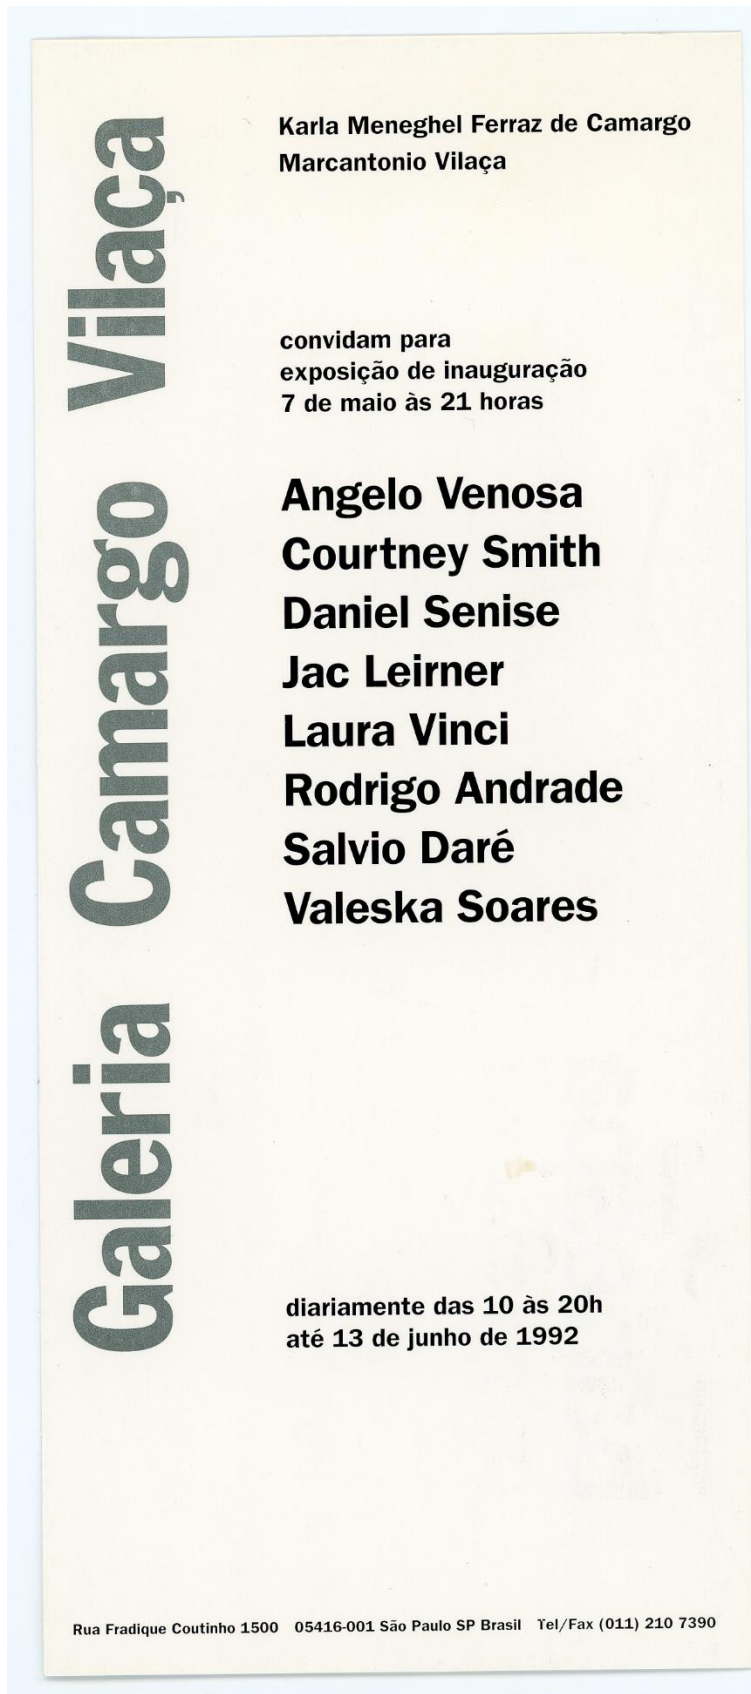 Galeria Camargo Vilaça
Karla Meneghel Ferraz de Camargo
Marcantonio Vilaça
convidam para
exposição de inauguração
7 de maio às 21 horas
Angelo Venosa
Courtney Smith
Daniel Senise
Jac Leirner
Laura Vinci
Rodrigo Andrade
Salvio Daré
Valeska Soares
diariamente das 10 às 20h
até 13 de junho de 1992
Rua Fradique Coutinho 1500 05416-001 São Paulo SP Brasil Tel/Fax (011) 210 7390